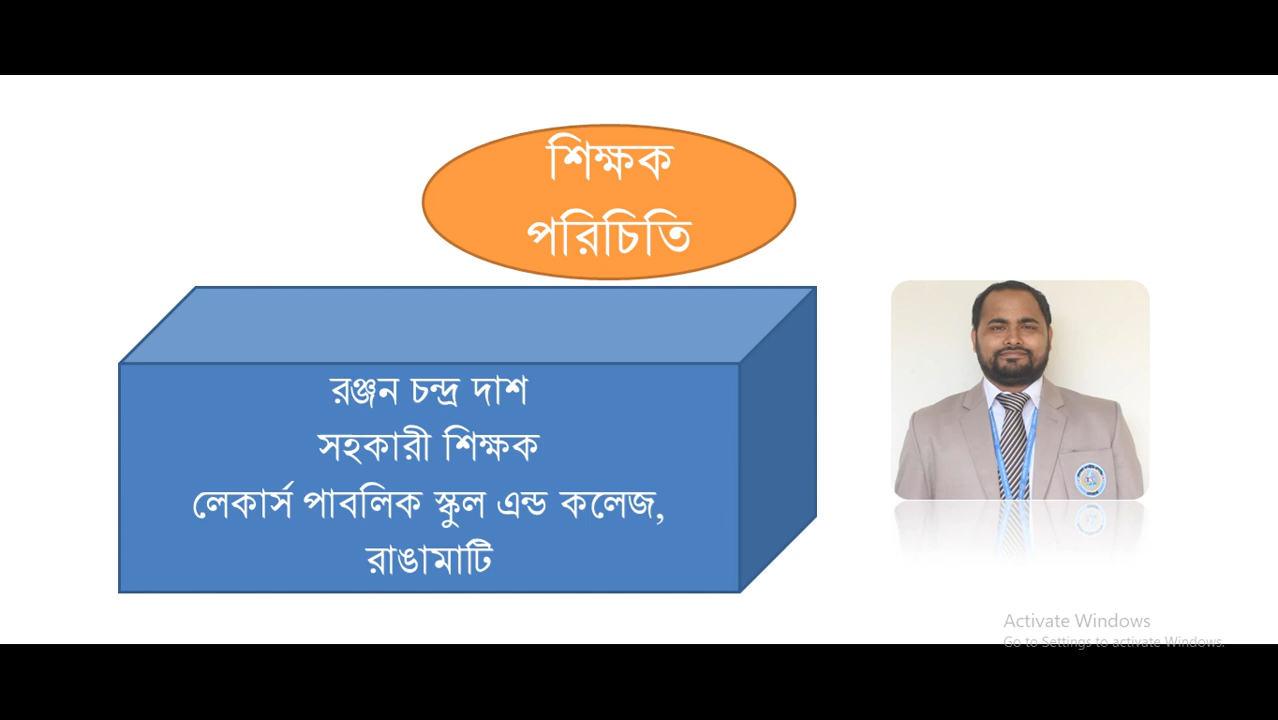 শিক্ষক
পরিচিতি
রঞ্জন চন্দ্র দাশ
সহকারী শিক্ষক
লেকার্স পাবলিক স্কুল এন্ড কলেজ,
রাঙামাটি
Activate Windows
Go to Settings to activate Windows.